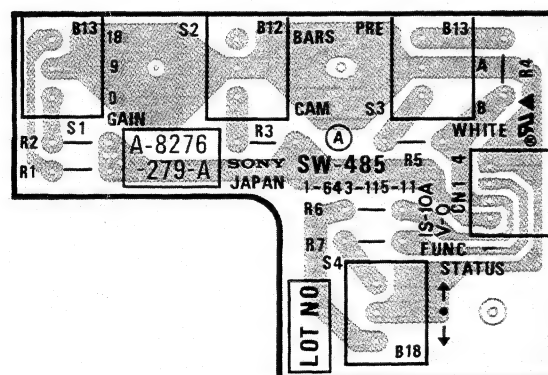 B13 S2 B12 BARS PRE B13
18
9
0
GAIN
CAM
S3
A
B
R4
WHITE
S1
R2
R1
A-8276
-279-A
R3
SONY
JAPAN
A
SW-485
1-643-115-11
R5
IS-10A
V-0
CN1 4
R6
R7
FUNC
S4
STATUS
LOT NO
B18